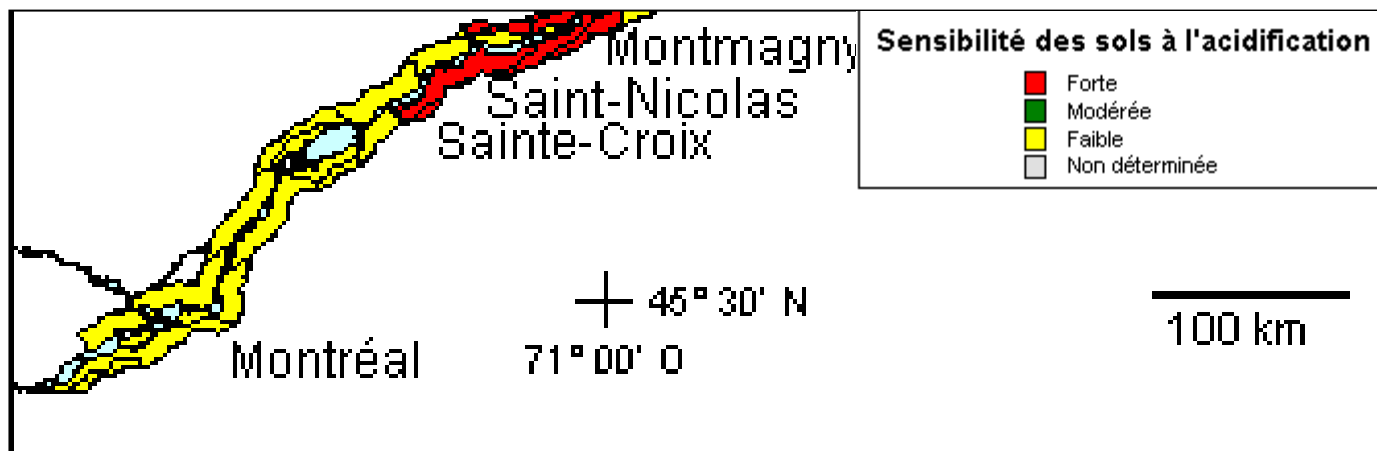 Sensibilité des sols à l'acidification
Forte
Modérée
Faible
Non déterminée
Montmagny
Saint-Nicolas
Sainte-Croix
Montréal
45° 30' N
71° 00' O
100 km